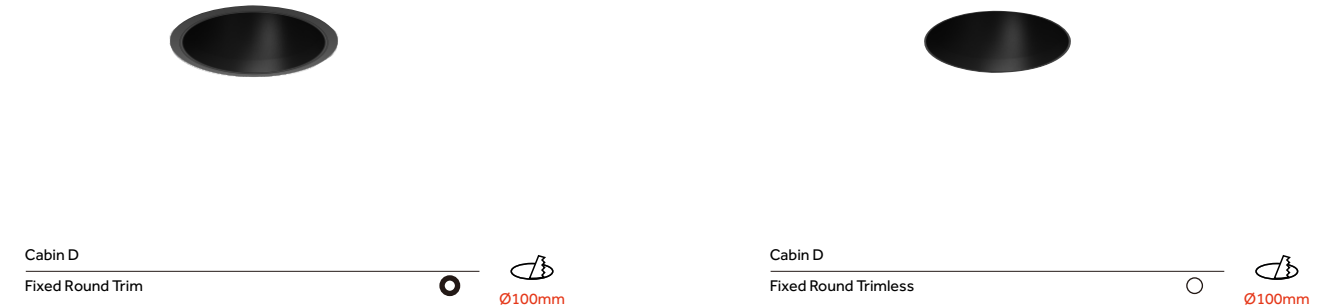 Cabin D
Fixed Round Trim
Ø100mm
Cabin D
Fixed Round Trimless
Ø100mm